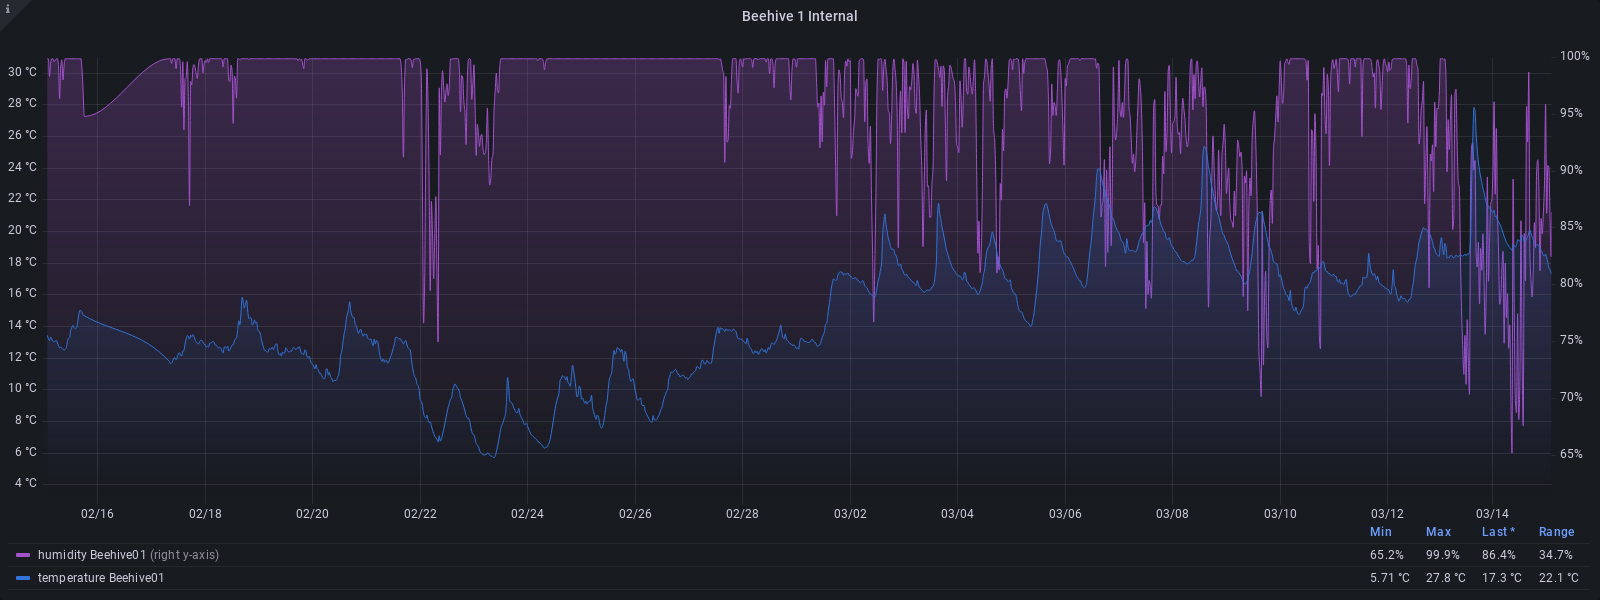 i
Beehive 1 Internal
30 °C
28 °C
26 °C
24 °C
22 °C
20 °C
18 °C
16 °C
14 °C
12 °C
10 °C
8 °C
6 °C
4 °C
100%
95%
90%
85%
80%
75%
70%
65%
02/16 02/18 02/20 02/22 02/24 02/26 02/28 03/02 03/04 03/06 03/08 03/10 03/12 03/14
Min Max Last * Range
humidity Beehive01 (right y-axis) 65.2% 99.9% 86.4% 34.7%
temperature Beehive01 5.71 °C 27.8 °C 17.3 °C 22.1 °C